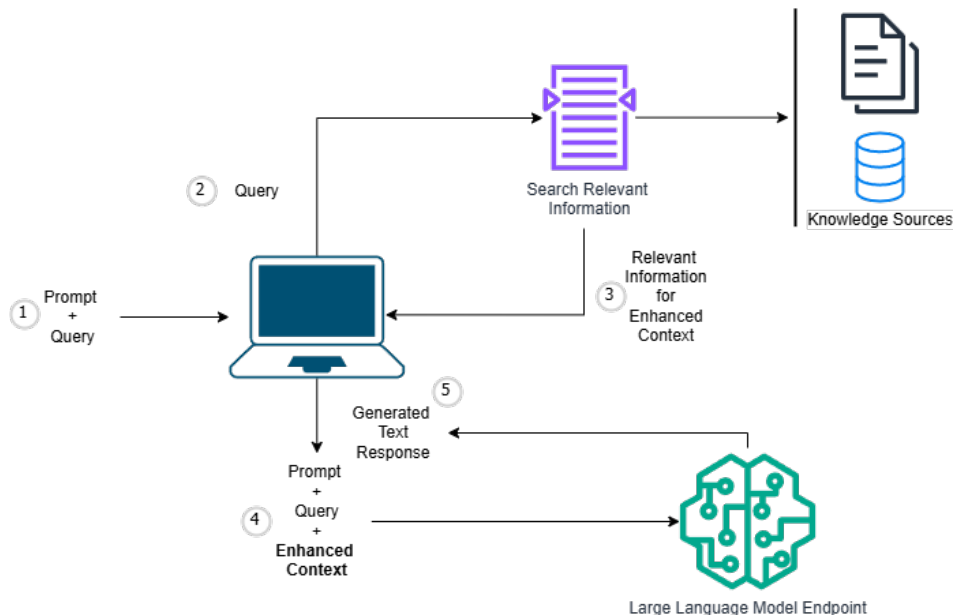 Search Relevant
Information
Knowledge Sources
2
Query
1
Prompt
+
Query
3
Relevant
Information
for
Enhanced
Context
5
Generated
Text
Response
4
Prompt
+
Query
+
Enhanced
Context
Large Language Model Endpoint